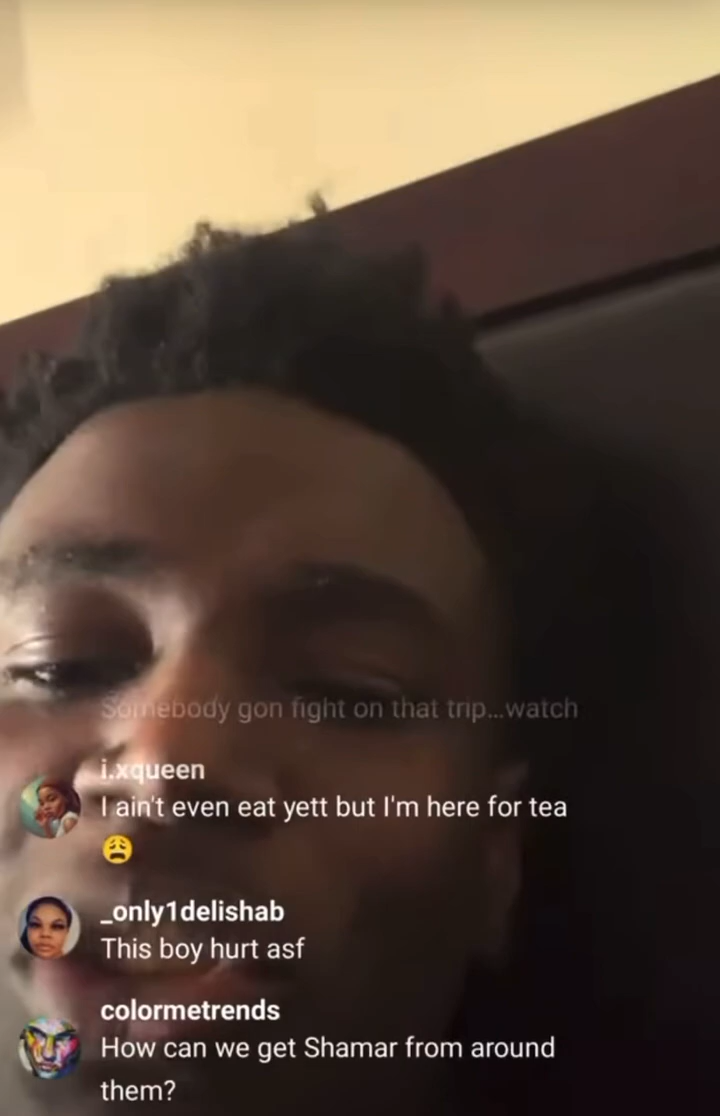 Somebody gon fight on that trip...watch
i.xqueen
I ain't even eat yett but I'm here for tea
😩
_only1delishab
This boy hurt asf
colormetrends
How can we get Shamar from around
them?